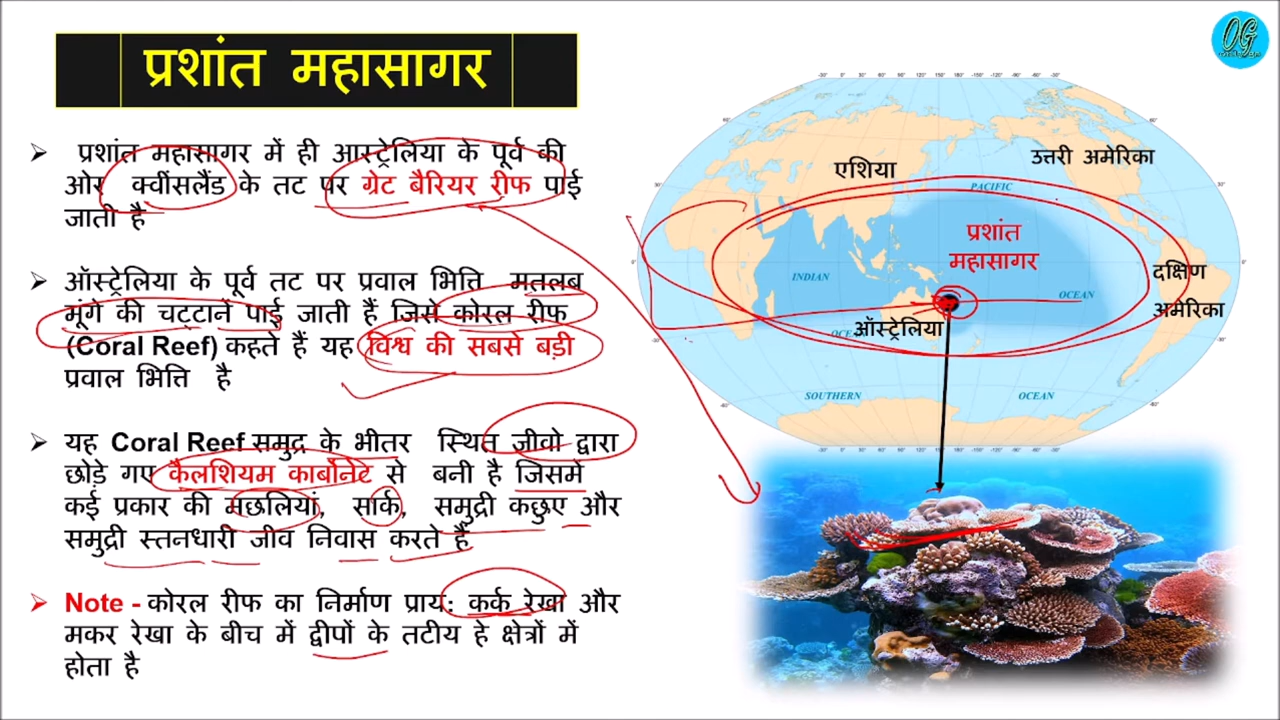 प्रशांत महासागर
OG
➢ प्रशांत महासागर में ही आस्ट्रेलिया के पूर्व की
ओर क्वींसलैंड के तट पर ग्रेट बैरियर रीफ पाई
जाती है
➢ ऑस्ट्रेलिया के पूर्व तट पर प्रवाल भित्ति मतलब
मूंगे की चट्टानें पाई जाती हैं जिसे कोरल रीफ
(Coral Reef) कहते हैं यह विश्व की सबसे बड़ी
प्रवाल भित्ति है
➢ यह Coral Reef समुद्र के भीतर स्थित जीवो द्वारा
छोड़े गए कैलशियम कार्बोनेट से बनी है जिसमें
कई प्रकार की मछलियां, सार्क, समुद्री कछुए और
समुद्री स्तनधारी जीव निवास करते हैं
➢ Note - कोरल रीफ का निर्माण प्राय: कर्क रेखा और
मकर रेखा के बीच में द्वीपों के तटीय हे क्षेत्रों में
होता है
एशिया
उत्तरी अमेरिका
PACIFIC
प्रशांत
महासागर
INDIAN
OCEAN
दक्षिण
अमेरिका
ऑस्ट्रेलिया
SOUTHERN
OCEAN